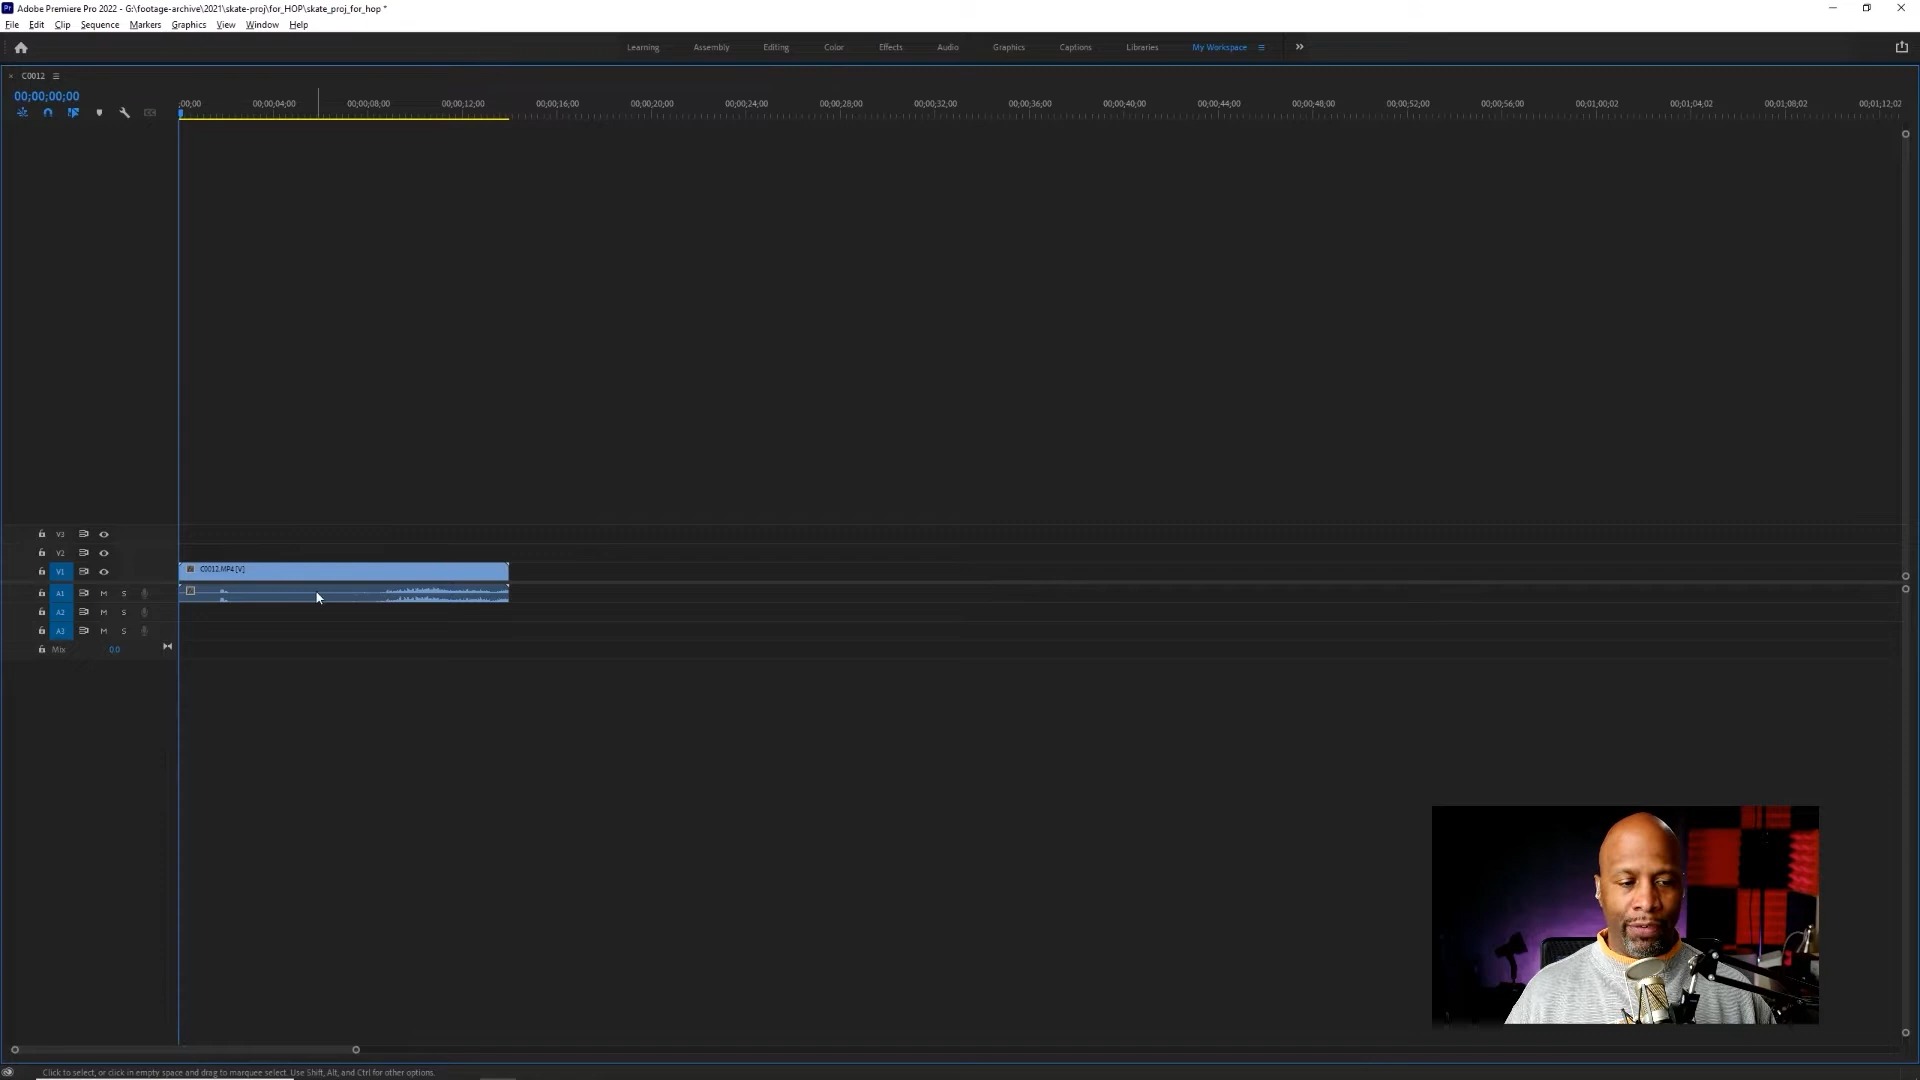 Adobe Premiere Pro 2022 - G:\footage-archive\2021\skate-proj\for_HOP\skate_proj_for_hop *
File Edit Clip Sequence Markers Graphics View Window Help
Learning Assembly Editing Color Effects Audio Graphics Captions Libraries My Workspace
C0012
00;00;00;00
;00;00 00;00;04;00 00;00;08;00 00;00;12;00 00;00;16;00 00;00;20;00 00;00;24;00 00;00;28;00 00;00;32;00 00;00;36;00 00;00;40;00 00;00;44;00 00;00;48;00 00;00;52;00 00;00;56;00 00;01;00;02 00;01;04;02 00;01;08;02 00;01;12;02
V3
V2
V1 C0012.MP4 [V]
A1 M S
A2 M S
A3 M S
Mix 0.0
Click to select, or click in empty space and drag to marquee select. Use Shift, Alt, and Ctrl for other options.